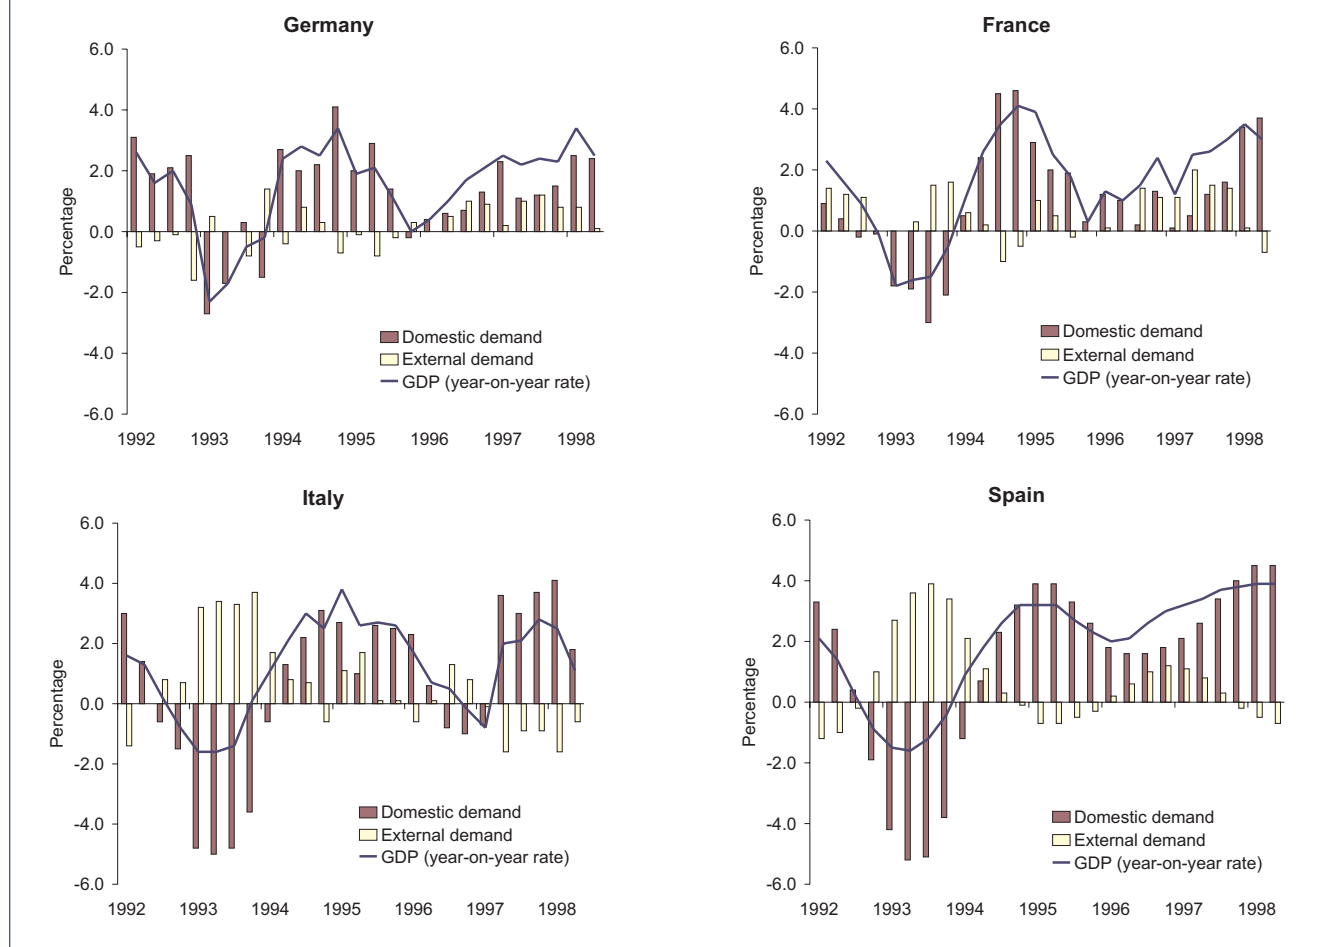 Germany
6.0
4.0
2.0
0.0
-2.0
-4.0
-6.0
Percentage
Domestic demand
External demand
GDP (year-on-year rate)
1992 1993 1994 1995 1996 1997 1998
France
6.0
4.0
2.0
0.0
-2.0
-4.0
-6.0
Percentage
Domestic demand
External demand
GDP (year-on-year rate)
1992 1993 1994 1995 1996 1997 1998
Italy
6.0
4.0
2.0
0.0
-2.0
-4.0
-6.0
Percentage
Domestic demand
External demand
GDP (year-on-year rate)
1992 1993 1994 1995 1996 1997 1998
Spain
6.0
4.0
2.0
0.0
-2.0
-4.0
-6.0
Percentage
Domestic demand
External demand
GDP (year-on-year rate)
1992 1993 1994 1995 1996 1997 1998